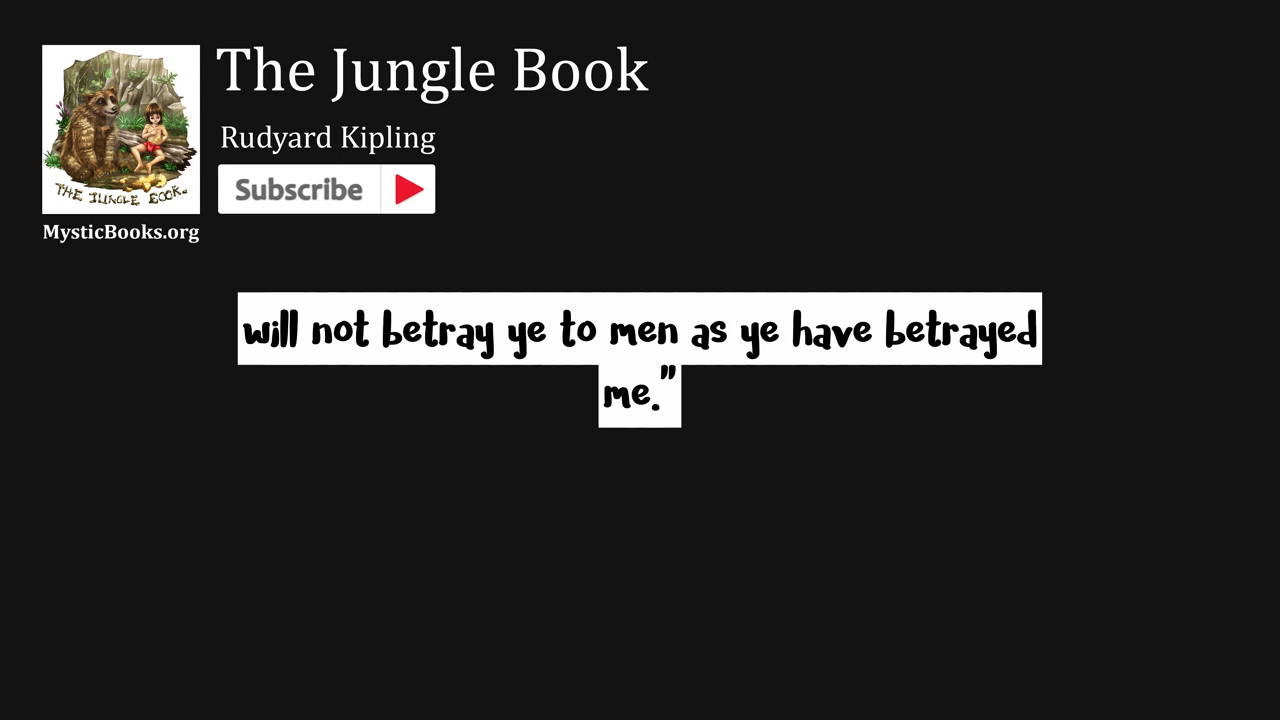 The Jungle Book
Rudyard Kipling
Subscribe
THE JUNGLE BOOK.
MysticBooks.org
will not betray ye to men as ye have betrayed
me."